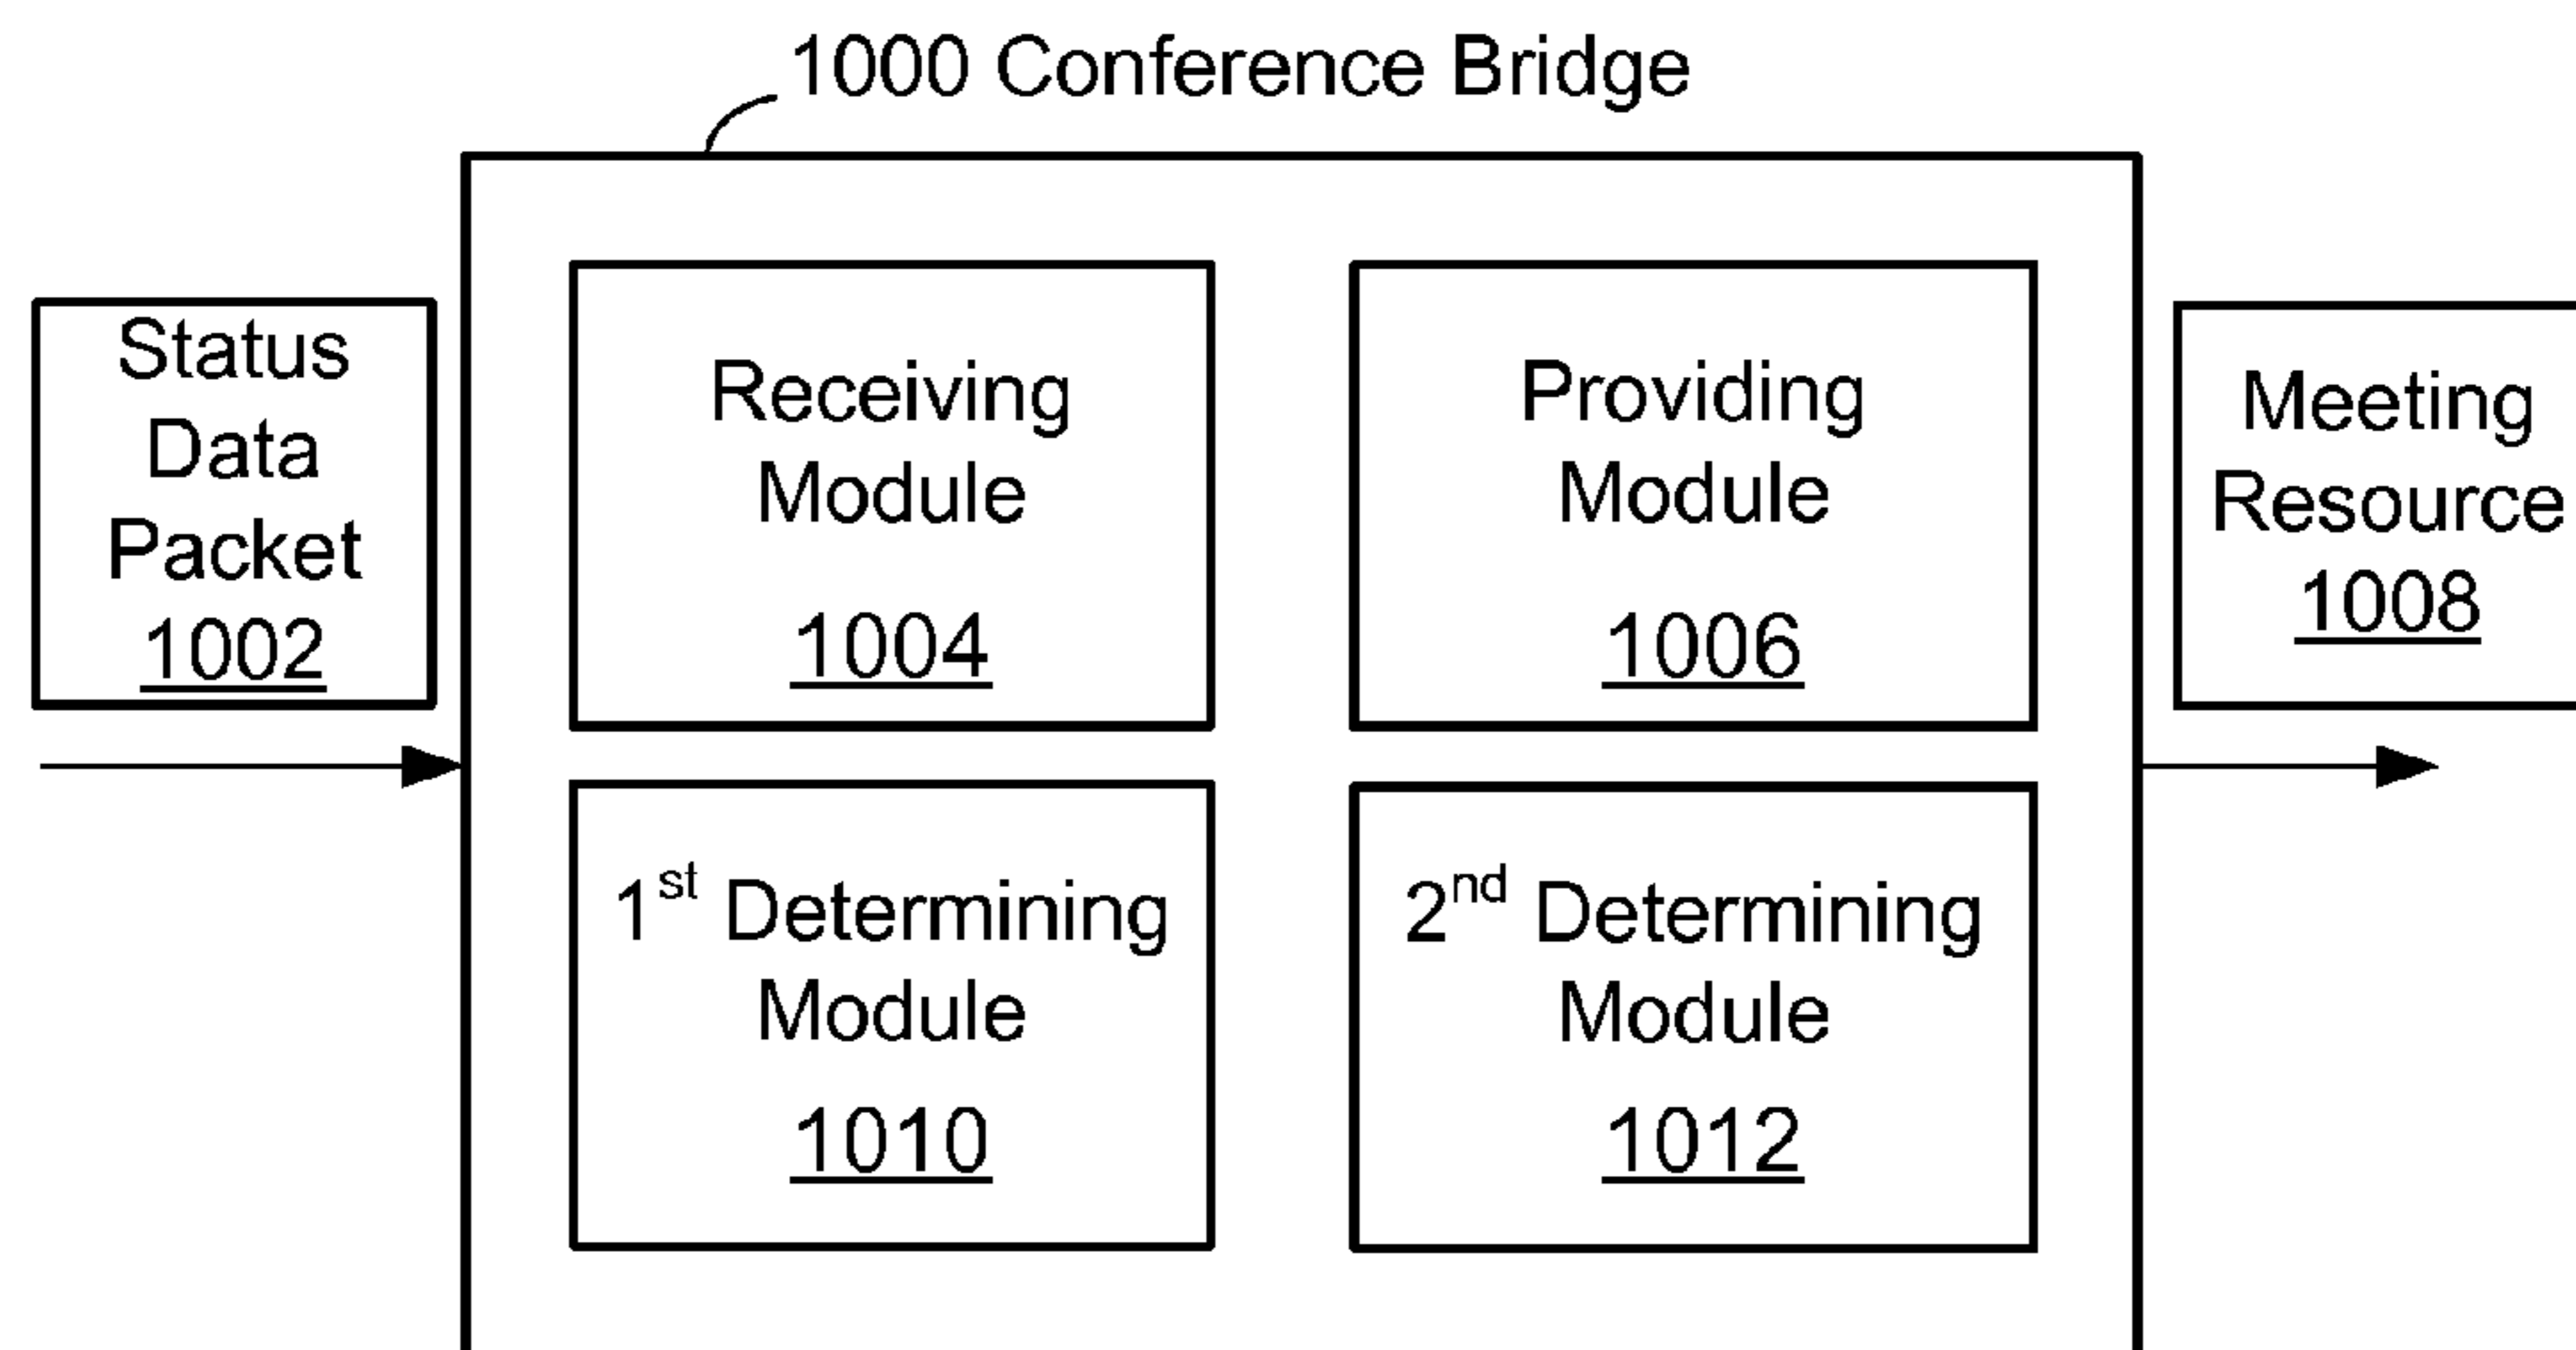 1000 Conference Bridge
Status
Data
Packet
1002
Receiving
Module
1004
Providing
Module
1006
Meeting
Resource
1008
1st Determining
Module
1010
2nd Determining
Module
1012